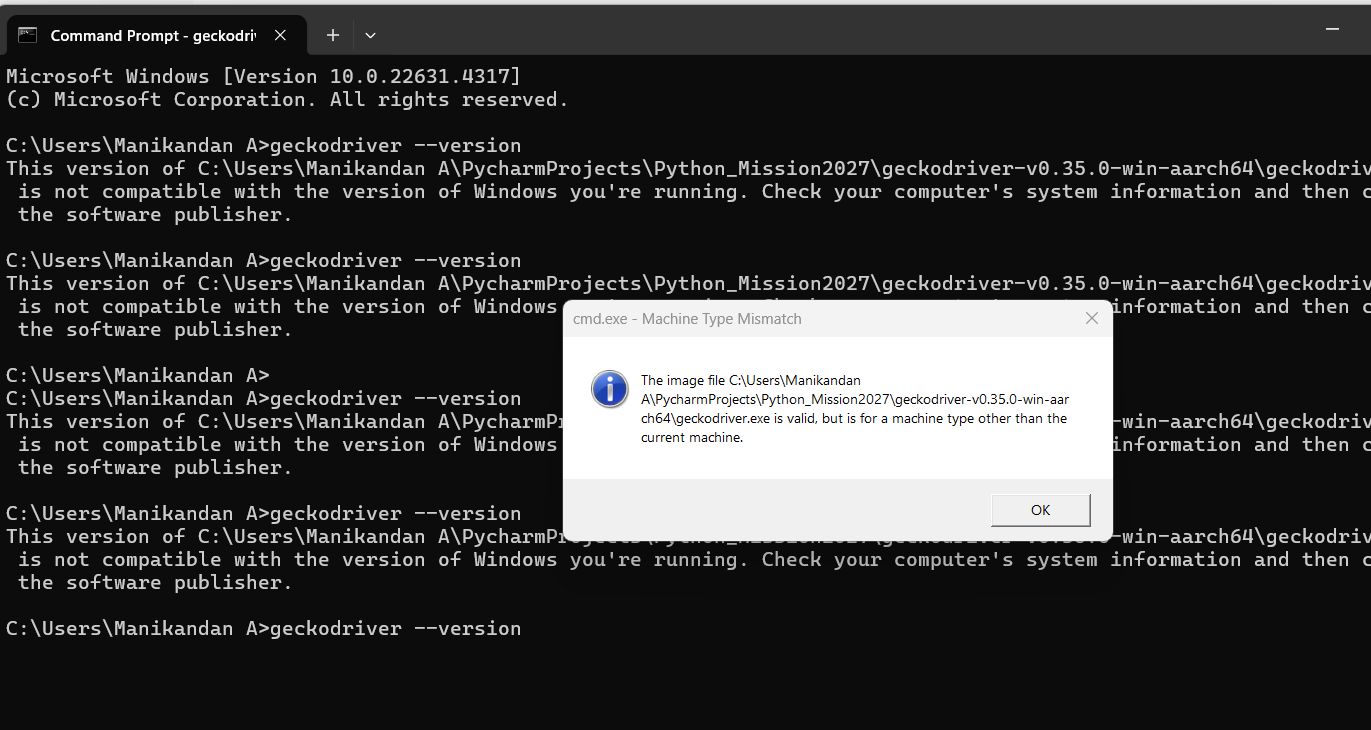 Command Prompt - geckodriv
Microsoft Windows [Version 10.0.22631.4317]
(c) Microsoft Corporation. All rights reserved.
C:\Users\Manikandan A>geckodriver --version
This version of C:\Users\Manikandan A\PycharmProjects\Python_Mission2027\geckodriver-v0.35.0-win-aarch64\geckodriv
is not compatible with the version of Windows you're running. Check your computer's system information and then c
the software publisher.
C:\Users\Manikandan A>geckodriver --version
This version of C:\Users\Manikandan A\PycharmProjects\Python_Mission2027\geckodriver-v0.35.0-win-aarch64\geckodriv
is not compatible with the version of Windows information and then c
the software publisher.
C:\Users\Manikandan A>
C:\Users\Manikandan A>geckodriver --version
This version of C:\Users\Manikandan A\PycharmP -win-aarch64\geckodriv
is not compatible with the version of Windows information and then c
the software publisher.
C:\Users\Manikandan A>geckodriver --version
This version of C:\Users\Manikandan A\PycharmP -win-aarch64\geckodriv
is not compatible with the version of Windows you're running. Check your computer's system information and then c
the software publisher.
C:\Users\Manikandan A>geckodriver --version
cmd.exe - Machine Type Mismatch
The image file C:\Users\Manikandan
A\PycharmProjects\Python_Mission2027\geckodriver-v0.35.0-win-aar
ch64\geckodriver.exe is valid, but is for a machine type other than the
current machine.
OK